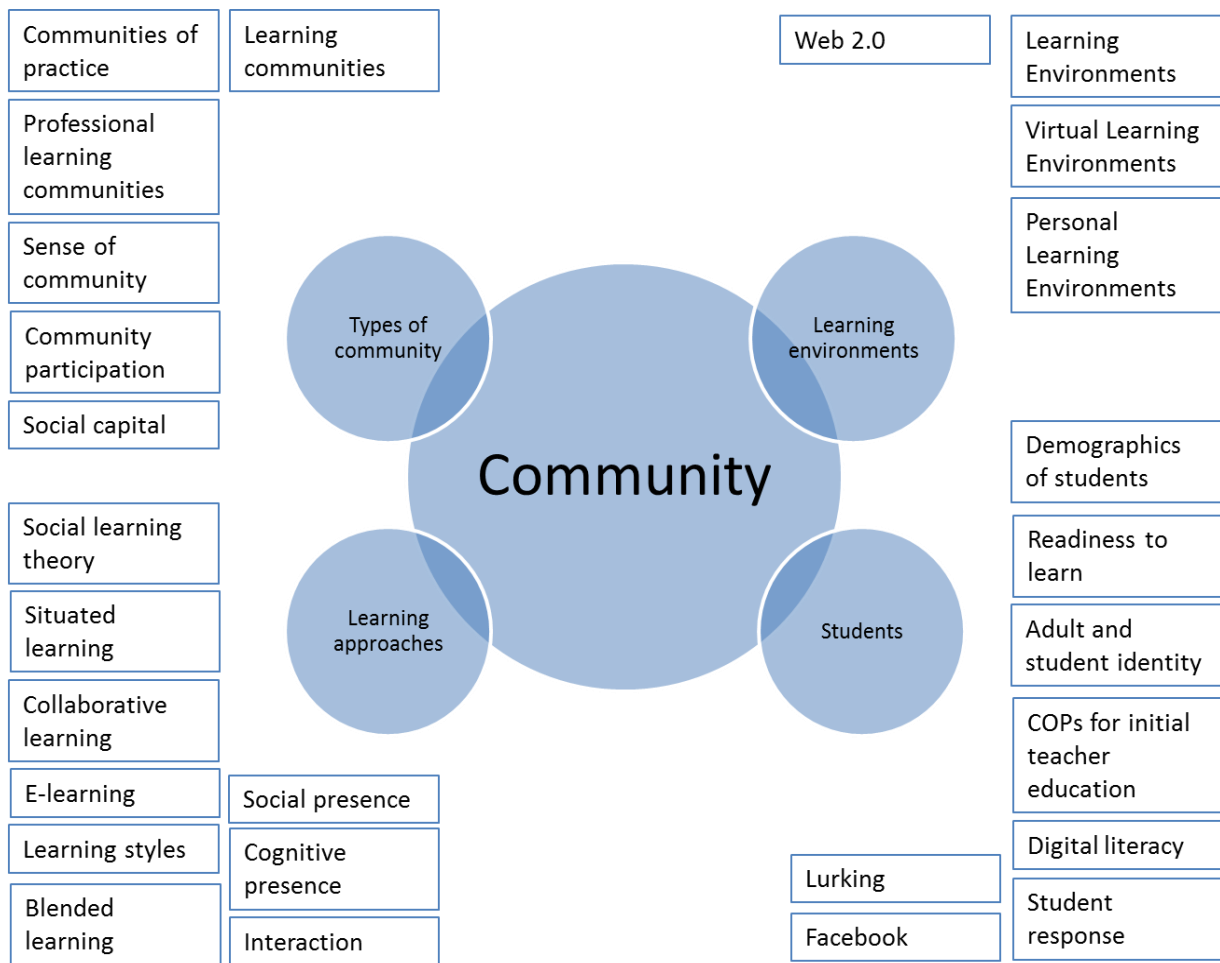 Communities of
practice
Learning
communities
Professional
learning
communities
Sense of
community
Community
participation
Social capital
Web 2.0
Learning
Environments
Virtual Learning
Environments
Personal
Learning
Environments
Types of
community
Learning
environments
Community
Learning
approaches
Students
Social learning
theory
Situated
learning
Collaborative
learning
E-learning
Learning styles
Blended
learning
Social presence
Cognitive
presence
Interaction
Demographics
of students
Readiness to
learn
Adult and
student identity
COPs for initial
teacher
education
Digital literacy
Student
response
Lurking
Facebook